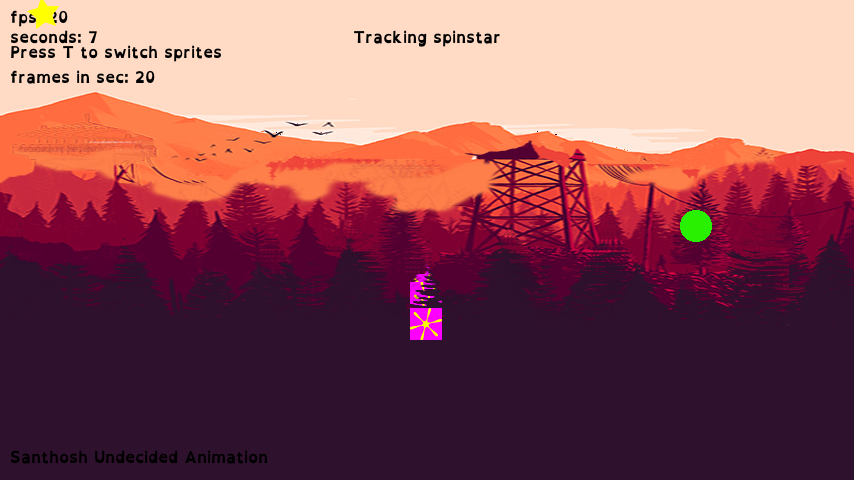 fps: 20
seconds: 7
Press T to switch sprites
frames in sec: 20
Tracking spinstar
Santhosh Undecided Animation